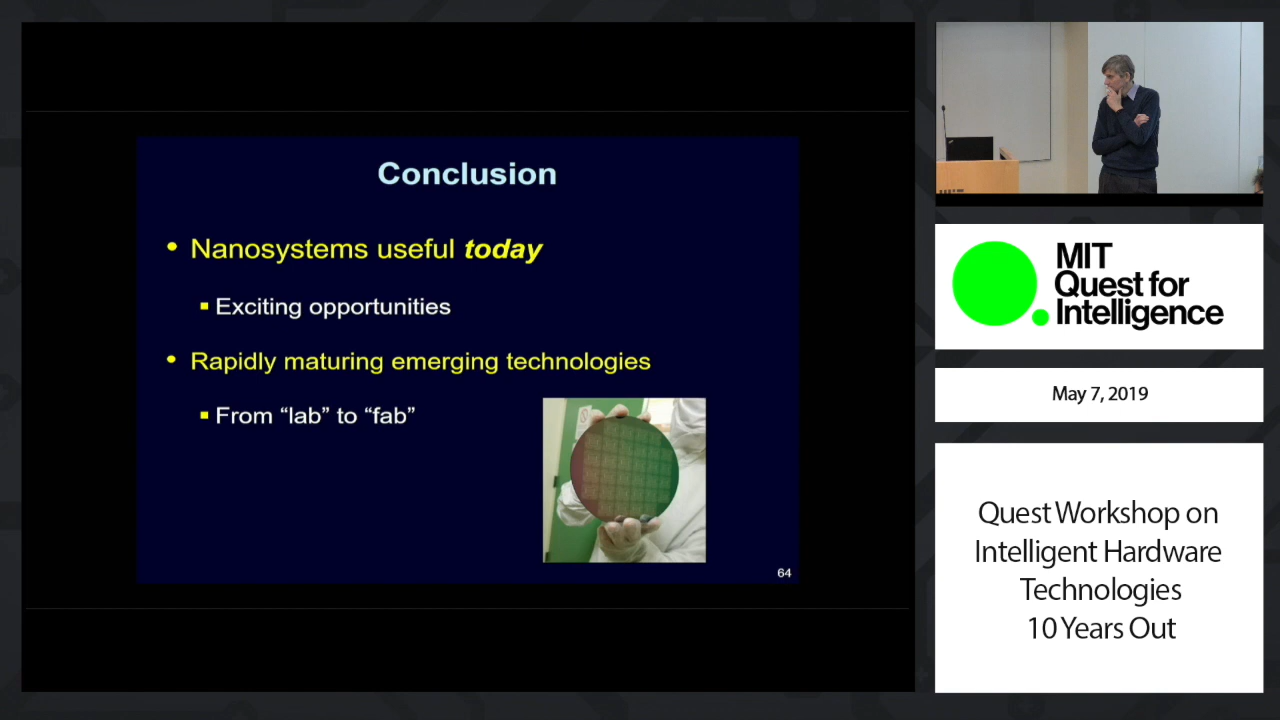 Conclusion
• Nanosystems useful today
▪ Exciting opportunities
• Rapidly maturing emerging technologies
▪ From “lab” to “fab”
64
MIT
Quest for
Intelligence
May 7, 2019
Quest Workshop on
Intelligent Hardware
Technologies
10 Years Out